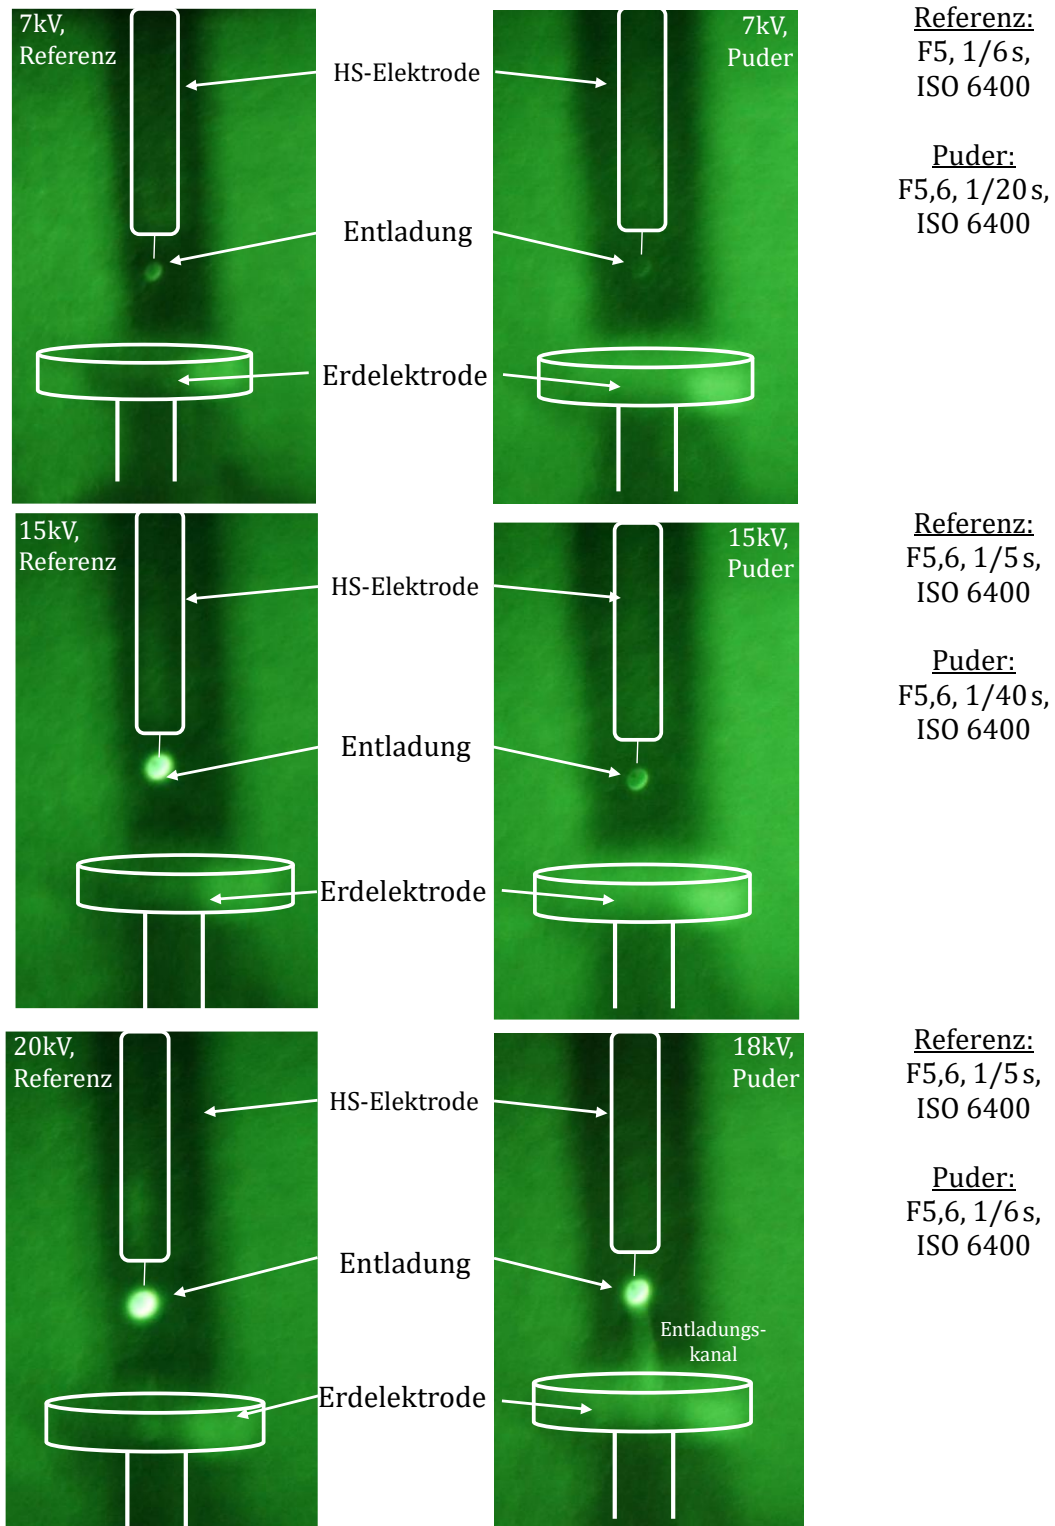 7kV,
Referenz
HS-Elektrode
Entladung
Erdelektrode
7kV,
Puder
Referenz:
F5, 1/6 s,
ISO 6400
Puder:
F5,6, 1/20 s,
ISO 6400
15kV,
Referenz
HS-Elektrode
Entladung
Erdelektrode
15kV,
Puder
Referenz:
F5,6, 1/5 s,
ISO 6400
Puder:
F5,6, 1/40 s,
ISO 6400
20kV,
Referenz
HS-Elektrode
Entladung
Erdelektrode
18kV,
Puder
Entladungs-
kanal
Referenz:
F5,6, 1/5 s,
ISO 6400
Puder:
F5,6, 1/6 s,
ISO 6400